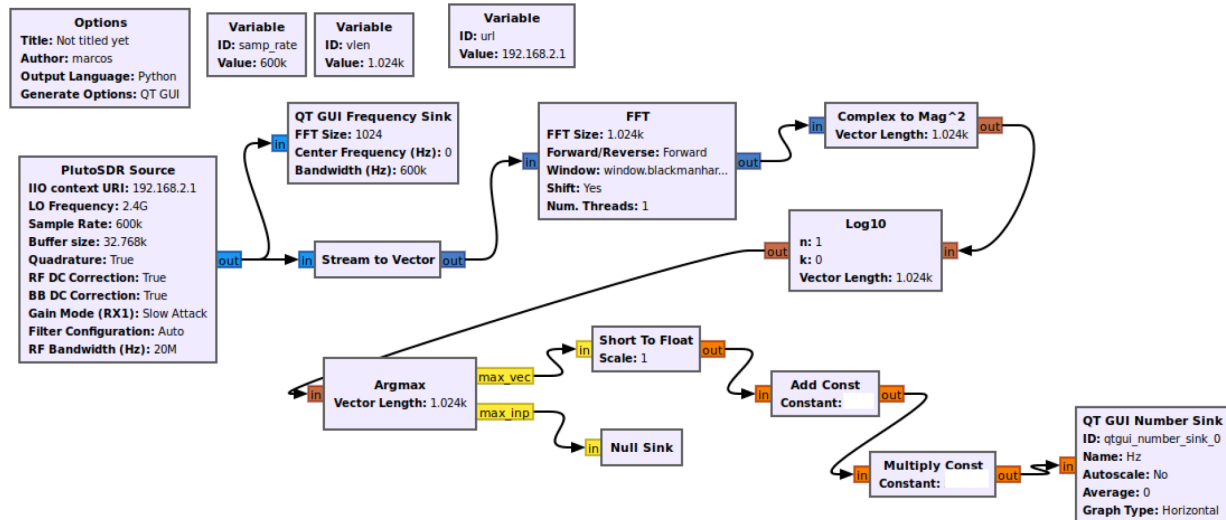 Options
Title: Not titled yet
Author: marcos
Output Language: Python
Generate Options: QT GUI
Variable
ID: samp_rate
Value: 600k
Variable
ID: vlen
Value: 1.024k
Variable
ID: url
Value: 192.168.2.1
PlutoSDR Source
IIO context URI: 192.168.2.1
LO Frequency: 2.4G
Sample Rate: 600k
Buffer size: 32.768k
Quadrature: True
RF DC Correction: True
BB DC Correction: True
Gain Mode (RX1): Slow Attack
Filter Configuration: Auto
RF Bandwidth (Hz): 20M
out
in
QT GUI Frequency Sink
FFT Size: 1024
Center Frequency (Hz): 0
Bandwidth (Hz): 600k
in
Stream to Vector
out
in
FFT
FFT Size: 1.024k
Forward/Reverse: Forward
Window: window.blackmanhar...
Shift: Yes
Num. Threads: 1
out
in
Complex to Mag^2
Vector Length: 1.024k
out
out
Log10
n: 1
k: 0
Vector Length: 1.024k
in
in
Argmax
Vector Length: 1.024k
max_vec
max_inp
in
Short To Float
Scale: 1
out
in
Null Sink
in
Add Const
Constant:
out
in
Multiply Const
Constant:
out
in
QT GUI Number Sink
ID: qtgui_number_sink_0
Name: Hz
Autoscale: No
Average: 0
Graph Type: Horizontal